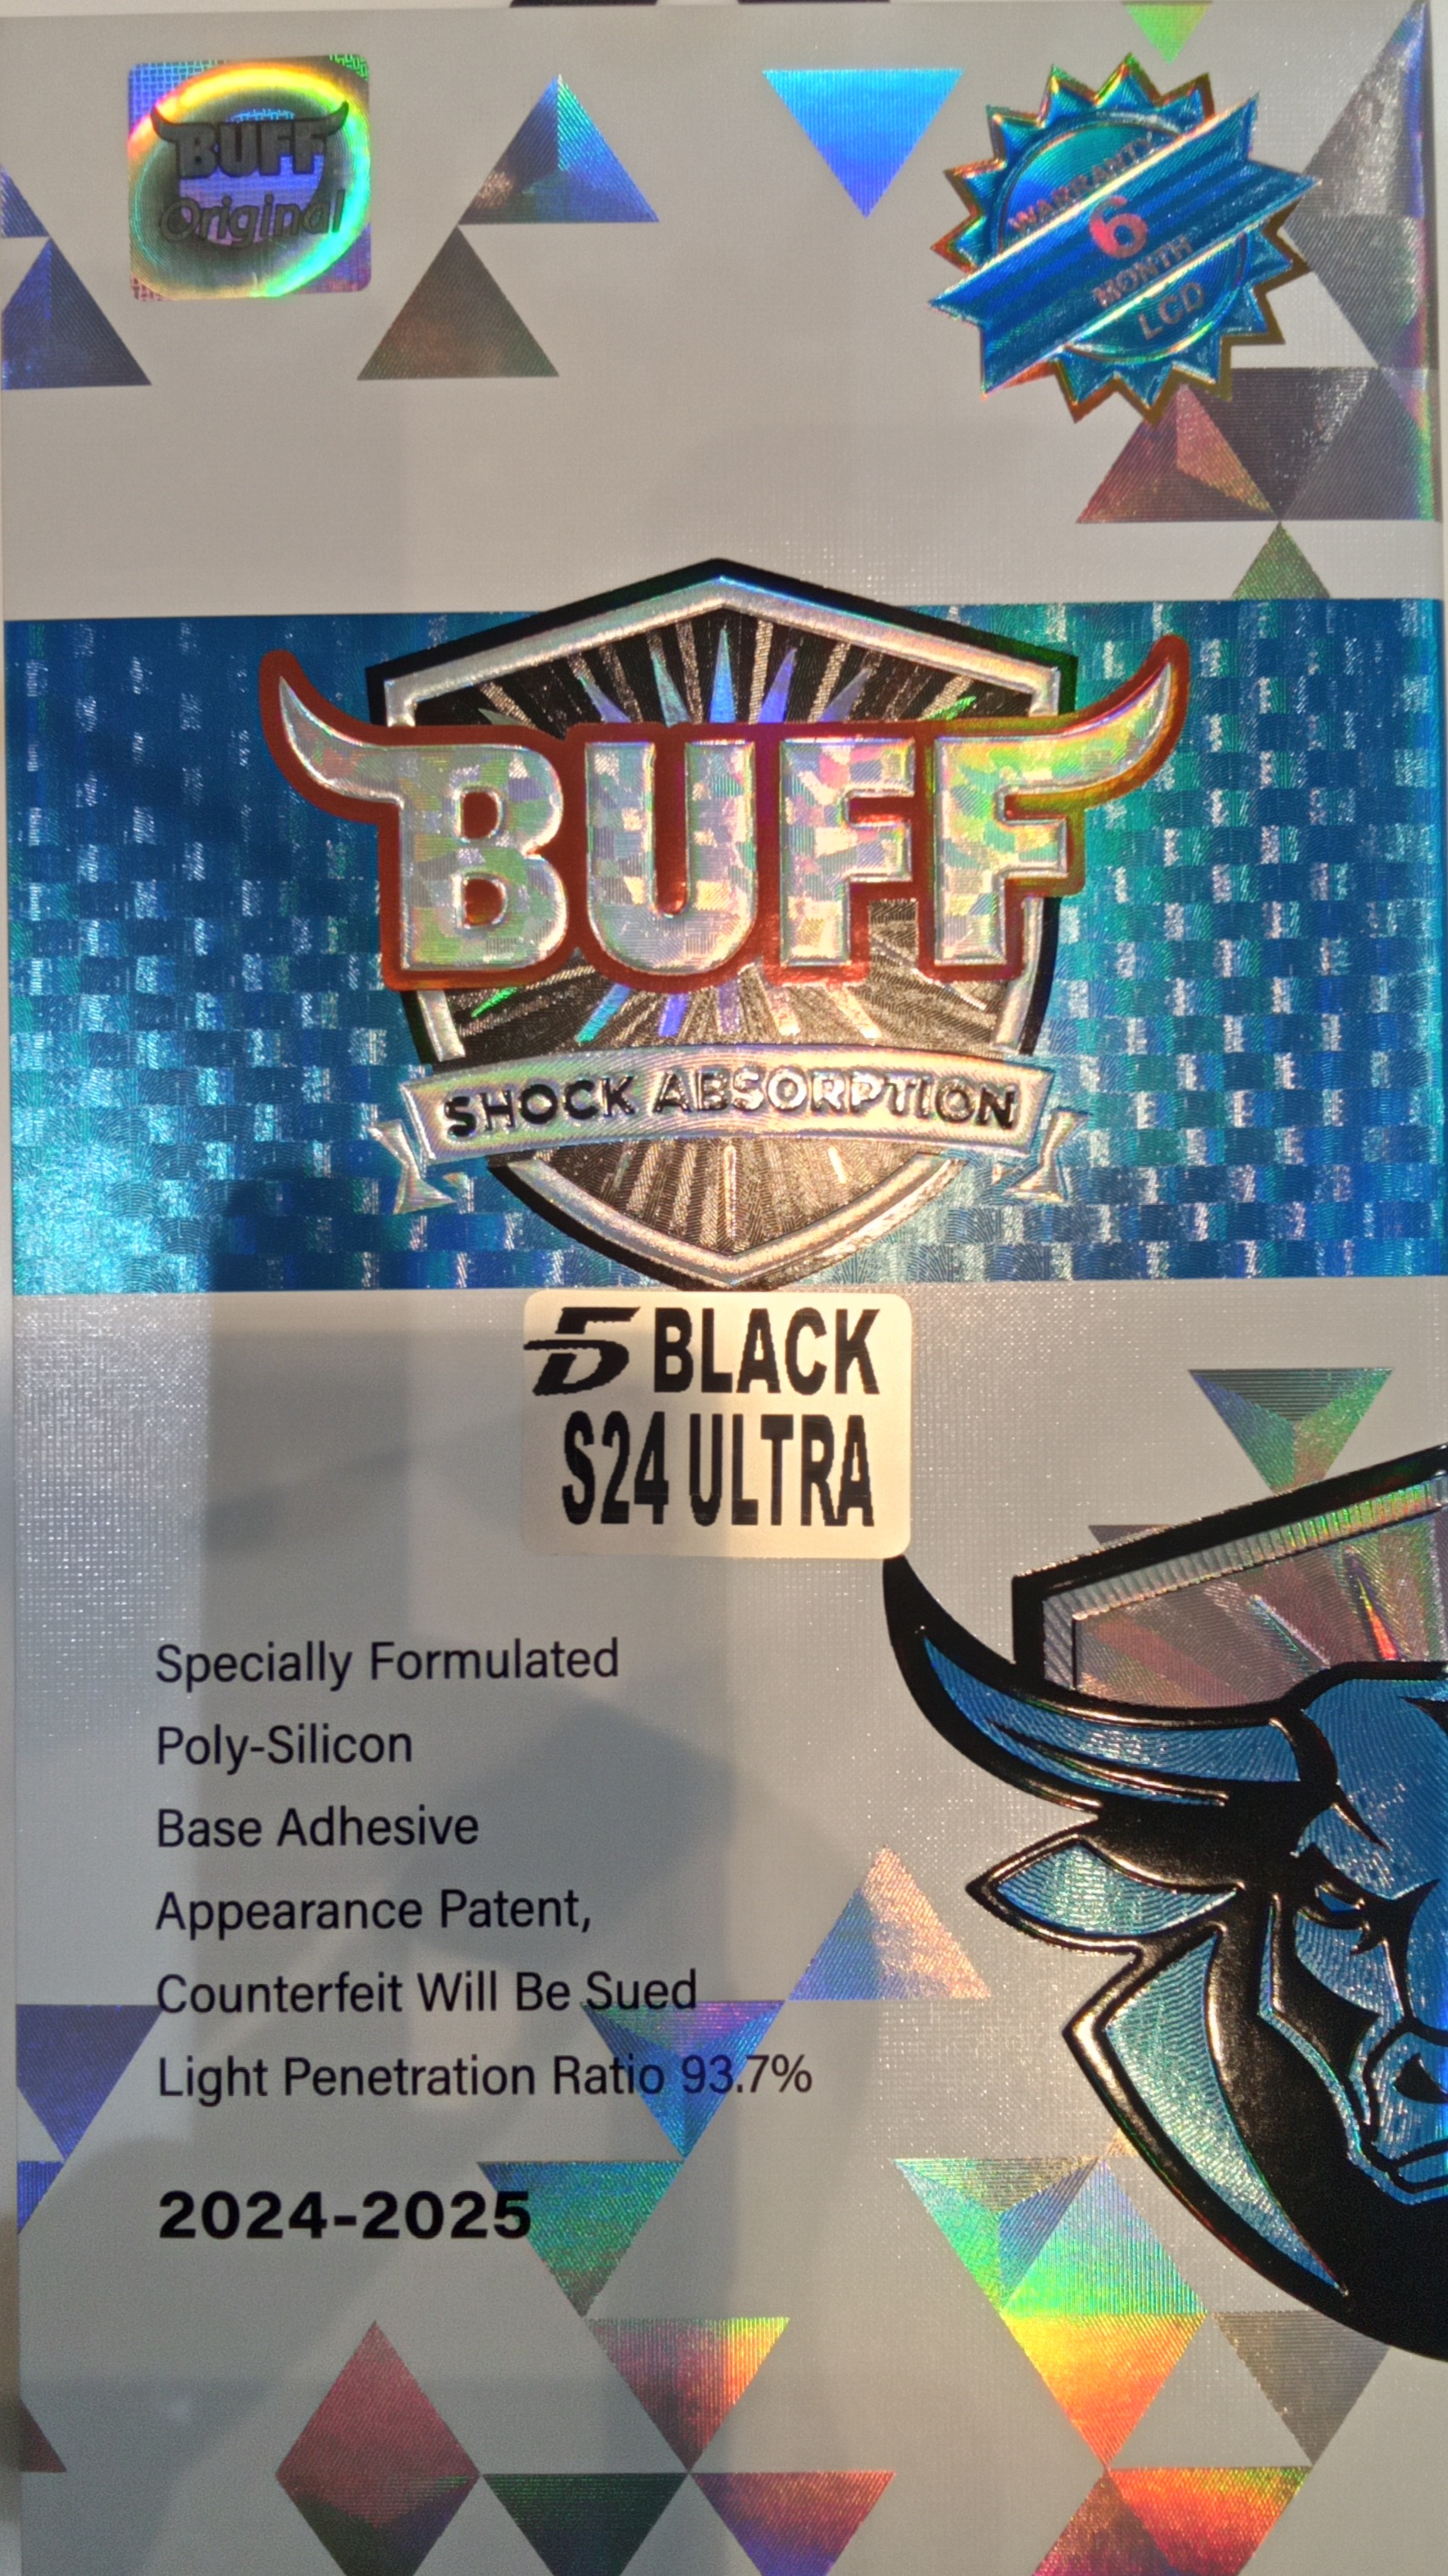 BUFF
Original
WARRANTY
6
MONTH
LCD
BUFF
SHOCK ABSORPTION
5D BLACK
S24 ULTRA
Specially Formulated
Poly-Silicon
Base Adhesive
Appearance Patent,
Counterfeit Will Be Sued
Light Penetration Ratio 93.7%
2024-2025